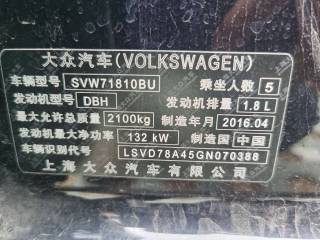 大众汽车(VOLKSWAGEN)
车辆型号 SVW71810BU 乘坐人数 5
发动机型号 DBH 发动机排量 1.8L
最大允许总质量 2100kg 制造年月 2016.04
发动机最大净功率 132 kW 制造国 中国
车辆识别代号 LSVD78A45GN070388
上海大众汽车有限公司